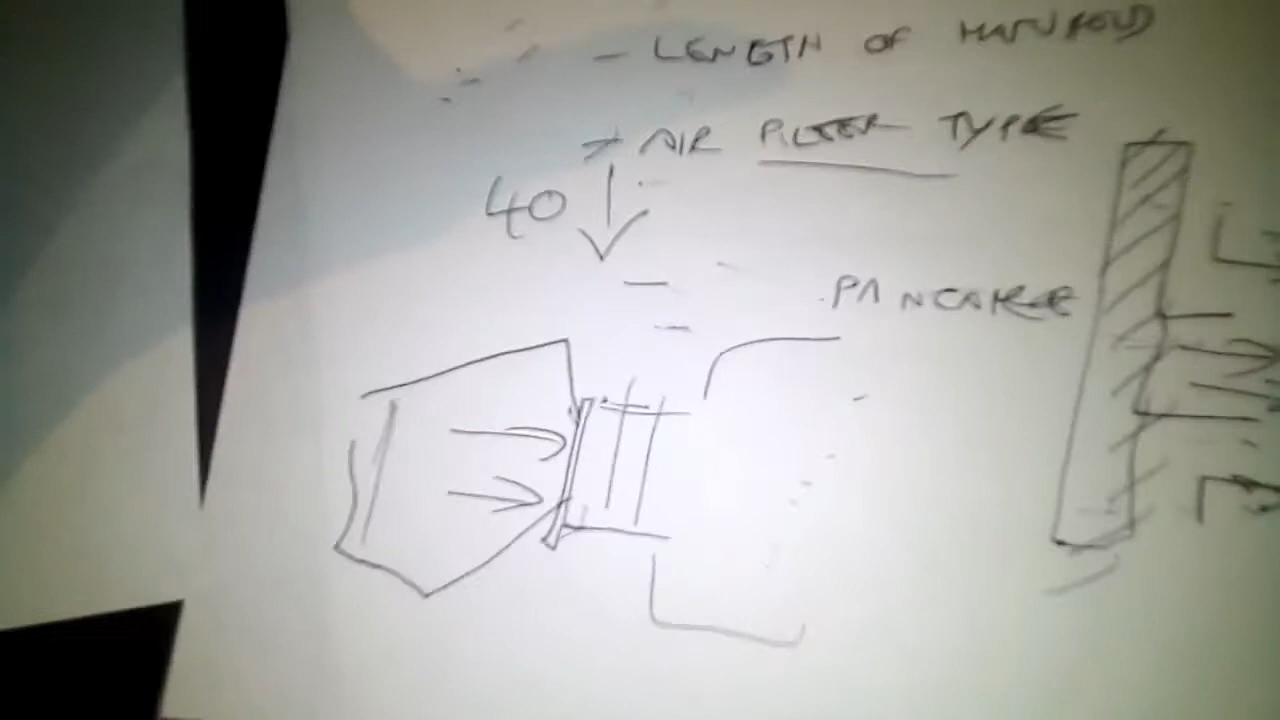 - LENGTH OF MANIFOLD
→ AIR FILTER TYPE
40
PANCAKE